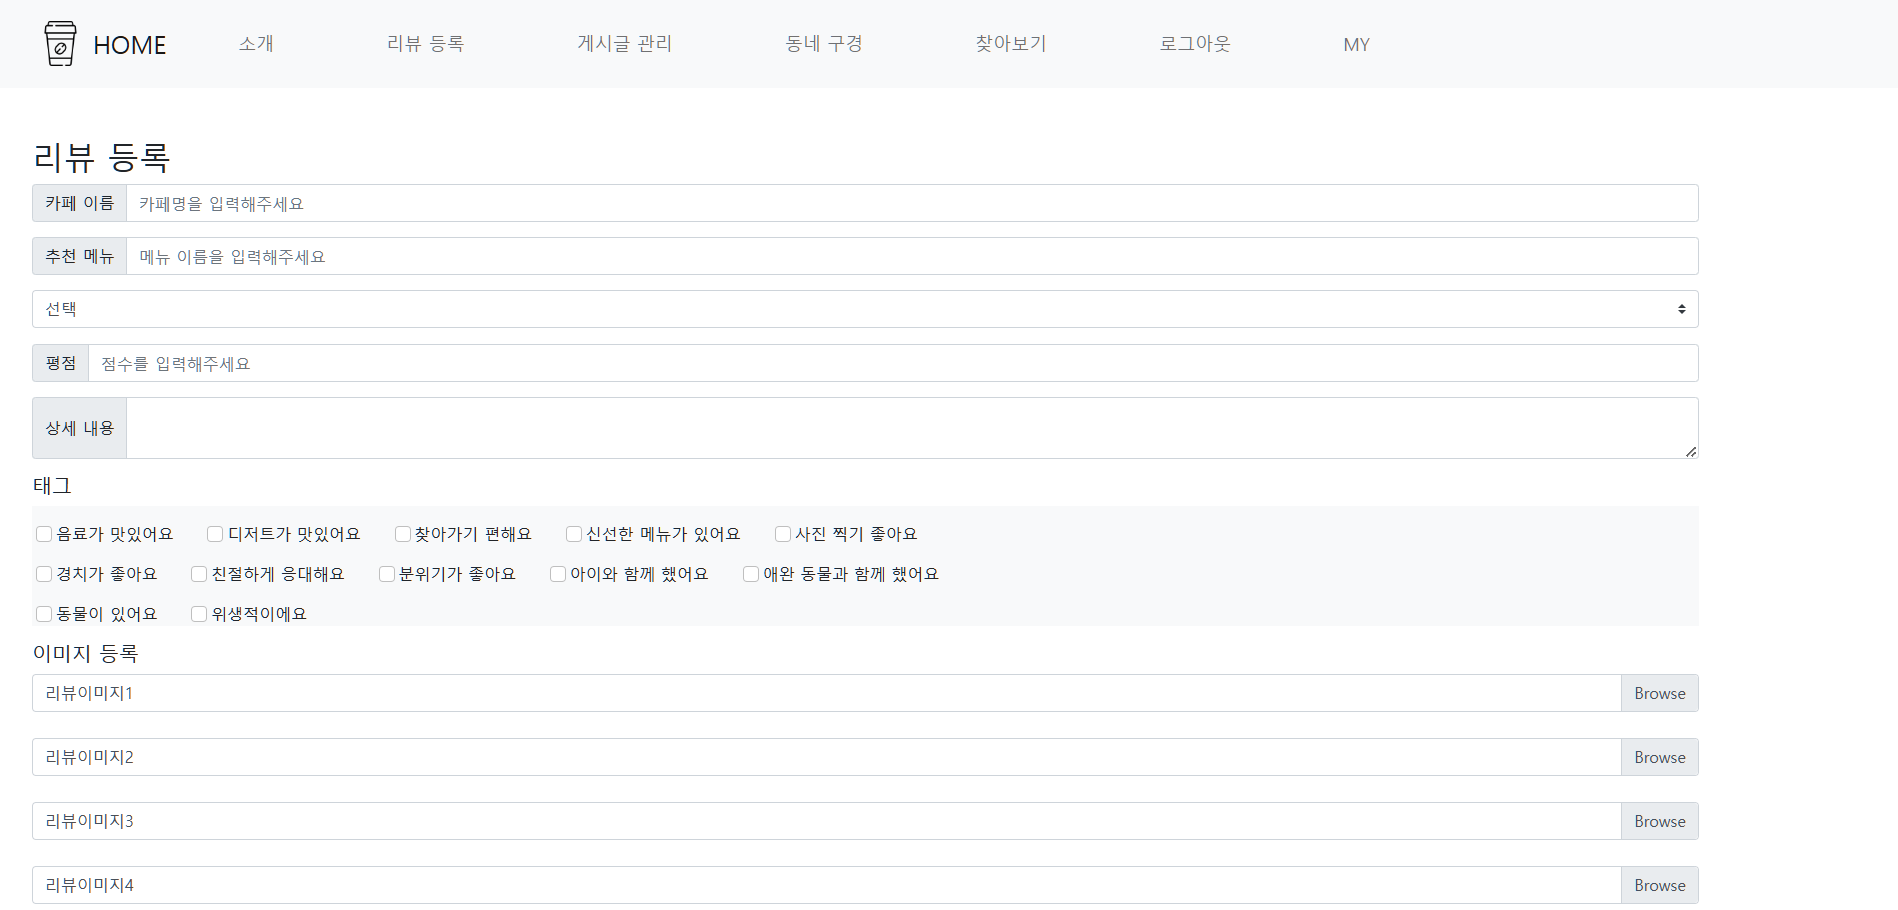 HOME 소개 리뷰 등록 게시글 관리 동네 구경 찾아보기 로그아웃 MY
리뷰 등록
카페 이름 카페명을 입력해주세요
추천 메뉴 메뉴 이름을 입력해주세요
선택
평점 점수를 입력해주세요
상세 내용
태그
음료가 맛있어요 디저트가 맛있어요 찾아가기 편해요 신선한 메뉴가 있어요 사진 찍기 좋아요
경치가 좋아요 친절하게 응대해요 분위기가 좋아요 아이와 함께 했어요 애완 동물과 함께 했어요
동물이 있어요 위생적이에요
이미지 등록
리뷰이미지1 Browse
리뷰이미지2 Browse
리뷰이미지3 Browse
리뷰이미지4 Browse